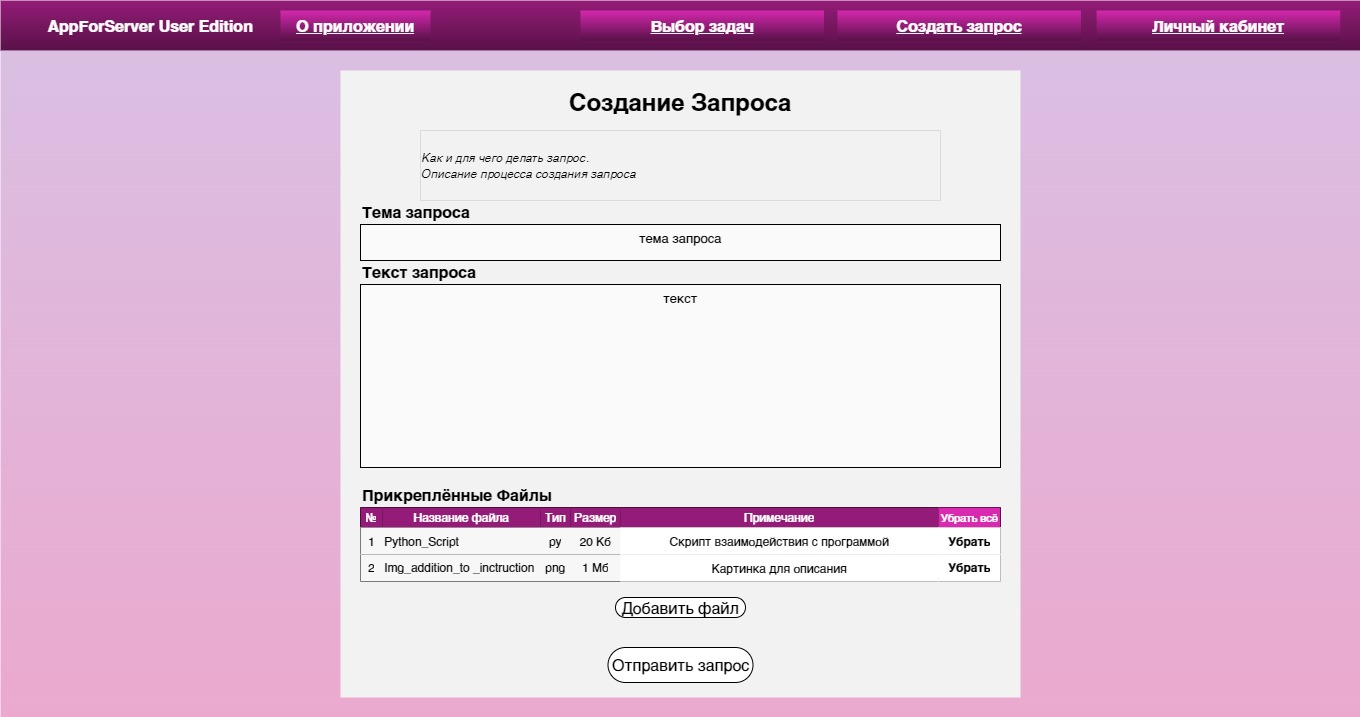 AppForServer User Edition О приложении Выбор задач Создать запрос Личный кабинет
Создание Запроса
Как и для чего делать запрос.
Описание процесса создания запроса
Тема запроса
тема запроса
Текст запроса
текст
Прикреплённые Файлы
№ Название файла Тип Размер Примечание Убрать всё
1 Python_Script py 20 Кб Скрипт взаимодействия с программой Убрать
2 Img_addition_to _inctruction png 1 Мб Картинка для описания Убрать
Добавить файл
Отправить запрос